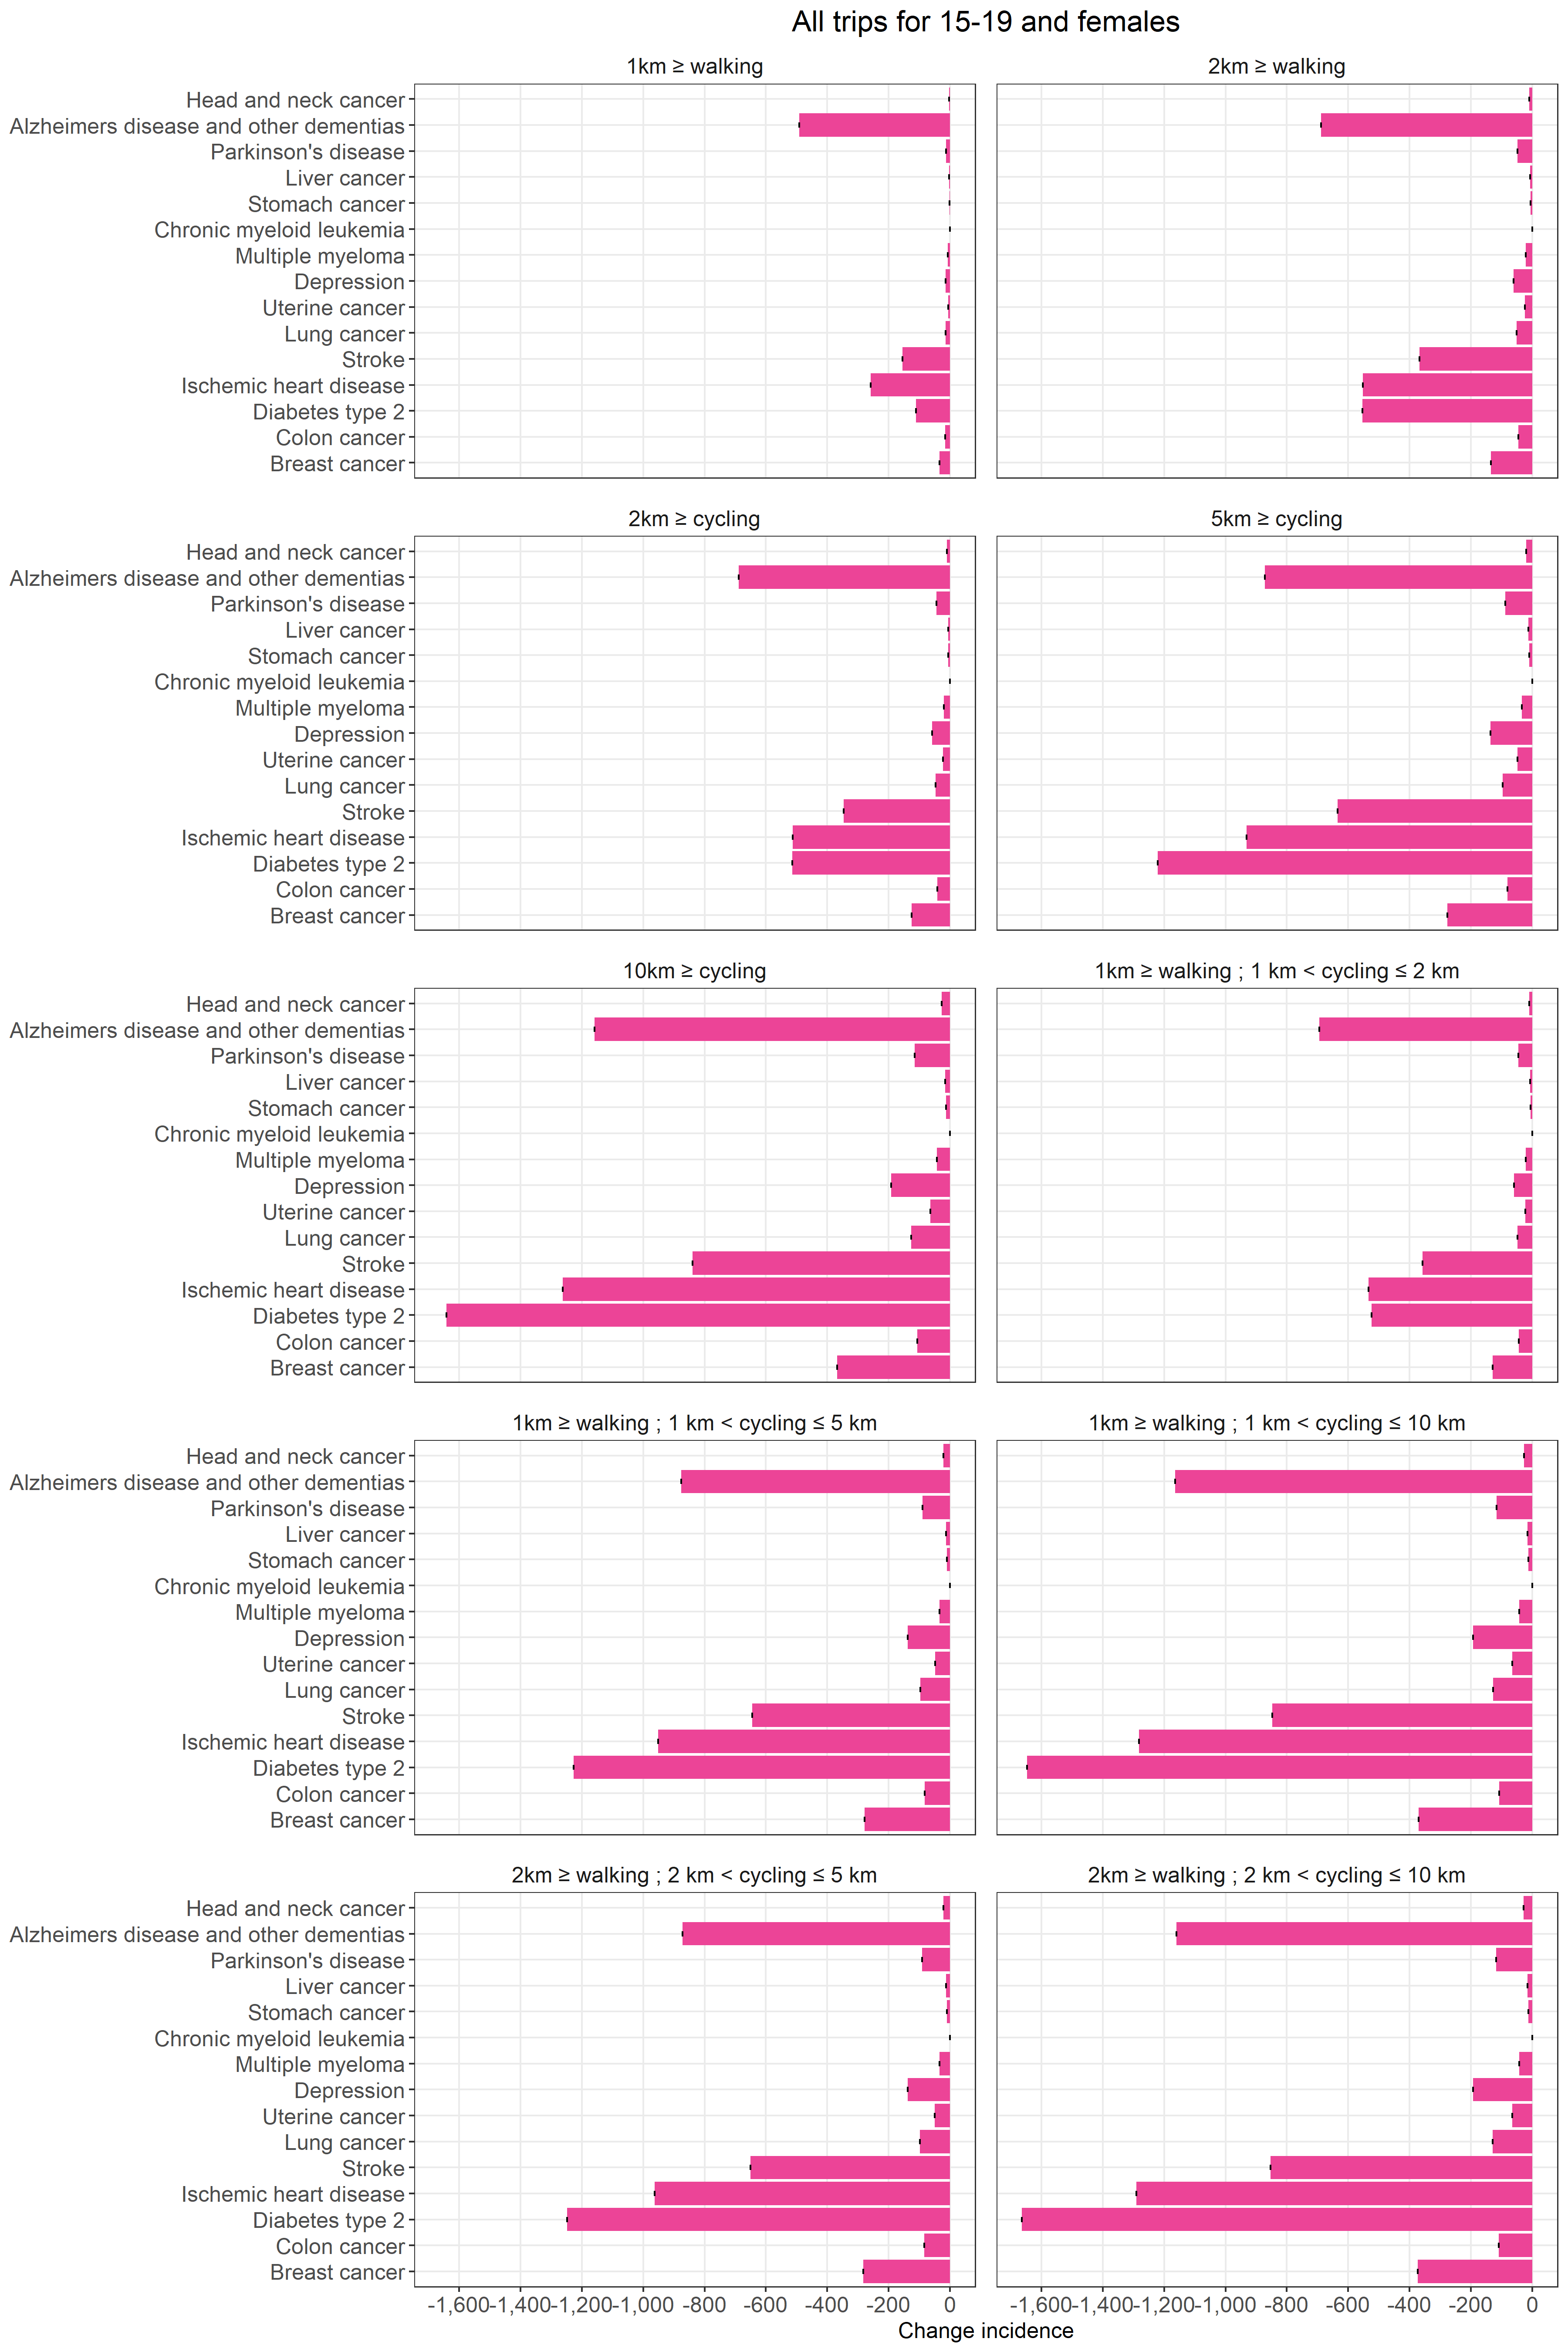 All trips for 15-19 and females
1km ≥ walking
2km ≥ walking
Head and neck cancer
Alzheimers disease and other dementias
Parkinson's disease
Liver cancer
Stomach cancer
Chronic myeloid leukemia
Multiple myeloma
Depression
Uterine cancer
Lung cancer
Stroke
Ischemic heart disease
Diabetes type 2
Colon cancer
Breast cancer
2km ≥ cycling
5km ≥ cycling
Head and neck cancer
Alzheimers disease and other dementias
Parkinson's disease
Liver cancer
Stomach cancer
Chronic myeloid leukemia
Multiple myeloma
Depression
Uterine cancer
Lung cancer
Stroke
Ischemic heart disease
Diabetes type 2
Colon cancer
Breast cancer
10km ≥ cycling
1km ≥ walking ; 1 km < cycling ≤ 2 km
Head and neck cancer
Alzheimers disease and other dementias
Parkinson's disease
Liver cancer
Stomach cancer
Chronic myeloid leukemia
Multiple myeloma
Depression
Uterine cancer
Lung cancer
Stroke
Ischemic heart disease
Diabetes type 2
Colon cancer
Breast cancer
1km ≥ walking ; 1 km < cycling ≤ 5 km
1km ≥ walking ; 1 km < cycling ≤ 10 km
Head and neck cancer
Alzheimers disease and other dementias
Parkinson's disease
Liver cancer
Stomach cancer
Chronic myeloid leukemia
Multiple myeloma
Depression
Uterine cancer
Lung cancer
Stroke
Ischemic heart disease
Diabetes type 2
Colon cancer
Breast cancer
2km ≥ walking ; 2 km < cycling ≤ 5 km
2km ≥ walking ; 2 km < cycling ≤ 10 km
Head and neck cancer
Alzheimers disease and other dementias
Parkinson's disease
Liver cancer
Stomach cancer
Chronic myeloid leukemia
Multiple myeloma
Depression
Uterine cancer
Lung cancer
Stroke
Ischemic heart disease
Diabetes type 2
Colon cancer
Breast cancer
-1,600 -1,400 -1,200 -1,000 -800 -600 -400 -200 0
-1,600 -1,400 -1,200 -1,000 -800 -600 -400 -200 0
Change incidence